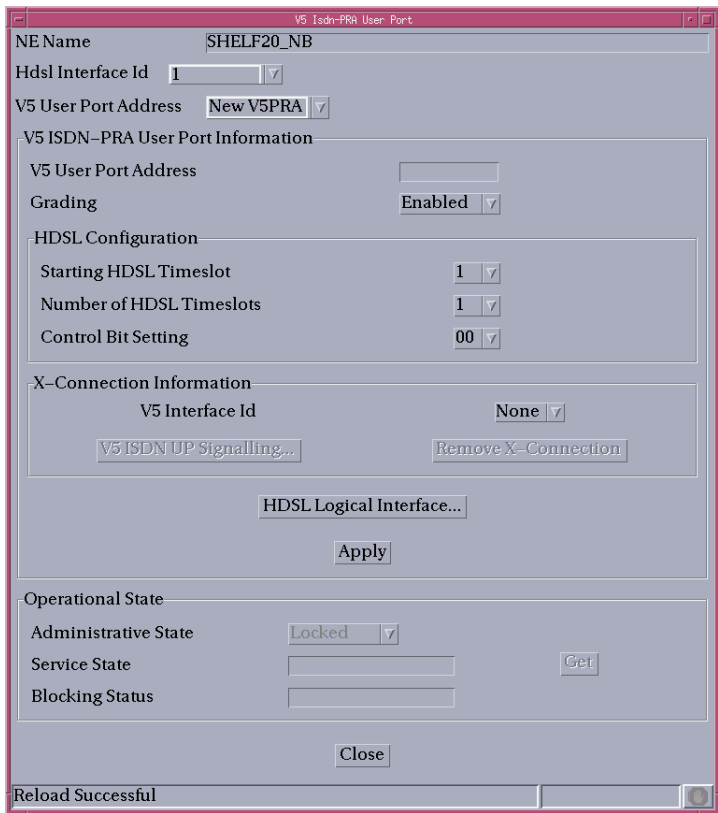 V5 Isdn-PRA User Port
NE Name SHELF20_NB
Hdsl Interface Id 1
V5 User Port Address New V5PRA
V5 ISDN-PRA User Port Information
V5 User Port Address
Grading Enabled
HDSL Configuration
Starting HDSL Timeslot 1
Number of HDSL Timeslots 1
Control Bit Setting 00
X-Connection Information
V5 Interface Id None
V5 ISDN UP Signalling... Remove X-Connection
HDSL Logical Interface...
Apply
Operational State
Administrative State Locked
Service State Get
Blocking Status
Close
Reload Successful